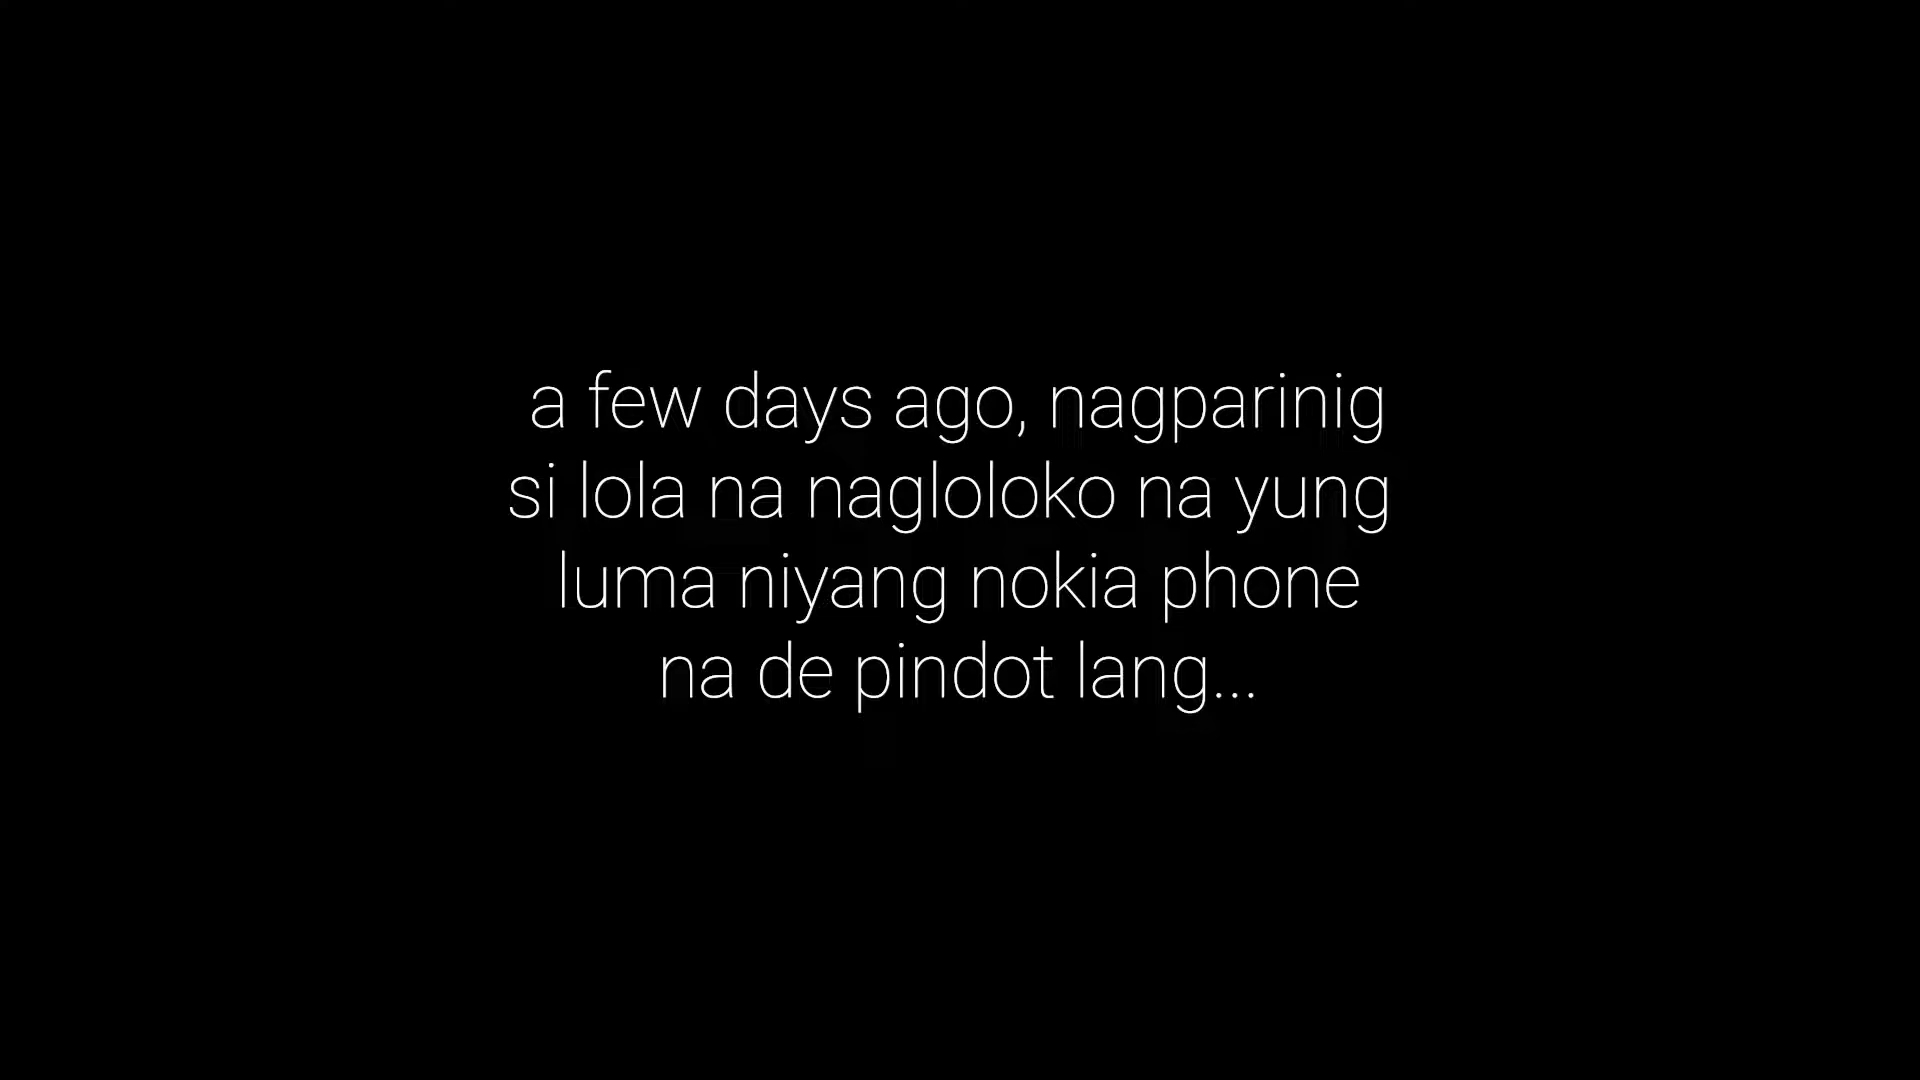 a few days ago, nagparinig
si lola na nagloloko na yung
luma niyang nokia phone
na de pindot lang...